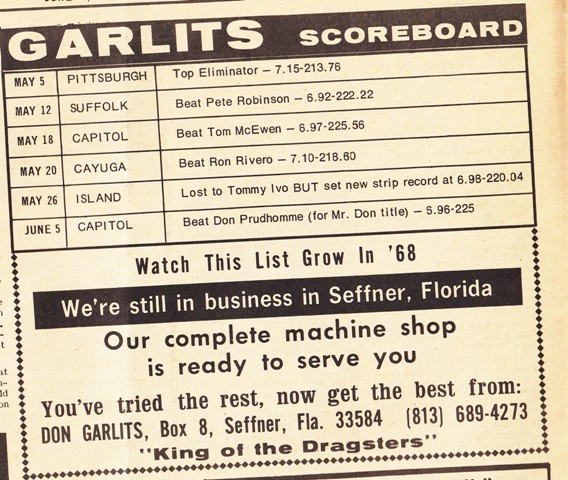 GARLITS SCOREBOARD
MAY 5 PITTSBURGH Top Eliminator — 7.15-213.76
MAY 12 SUFFOLK Beat Pete Robinson — 6.92-222.22
MAY 18 CAPITOL Beat Tom McEwen — 6.97-225.56
MAY 20 CAYUGA Beat Ron Rivero — 7.10-218.60
MAY 26 ISLAND Lost to Tommy Ivo BUT set new strip record at 6.98-220.04
JUNE 5 CAPITOL Beat Don Prudhomme (for Mr. Don title) — 6.96-225
Watch This List Grow In '68
We're still in business in Seffner, Florida
Our complete machine shop
is ready to serve you
You've tried the rest, now get the best from:
DON GARLITS, Box 8, Seffner, Fla. 33584 (813) 689-4273
"King of the Dragsters"